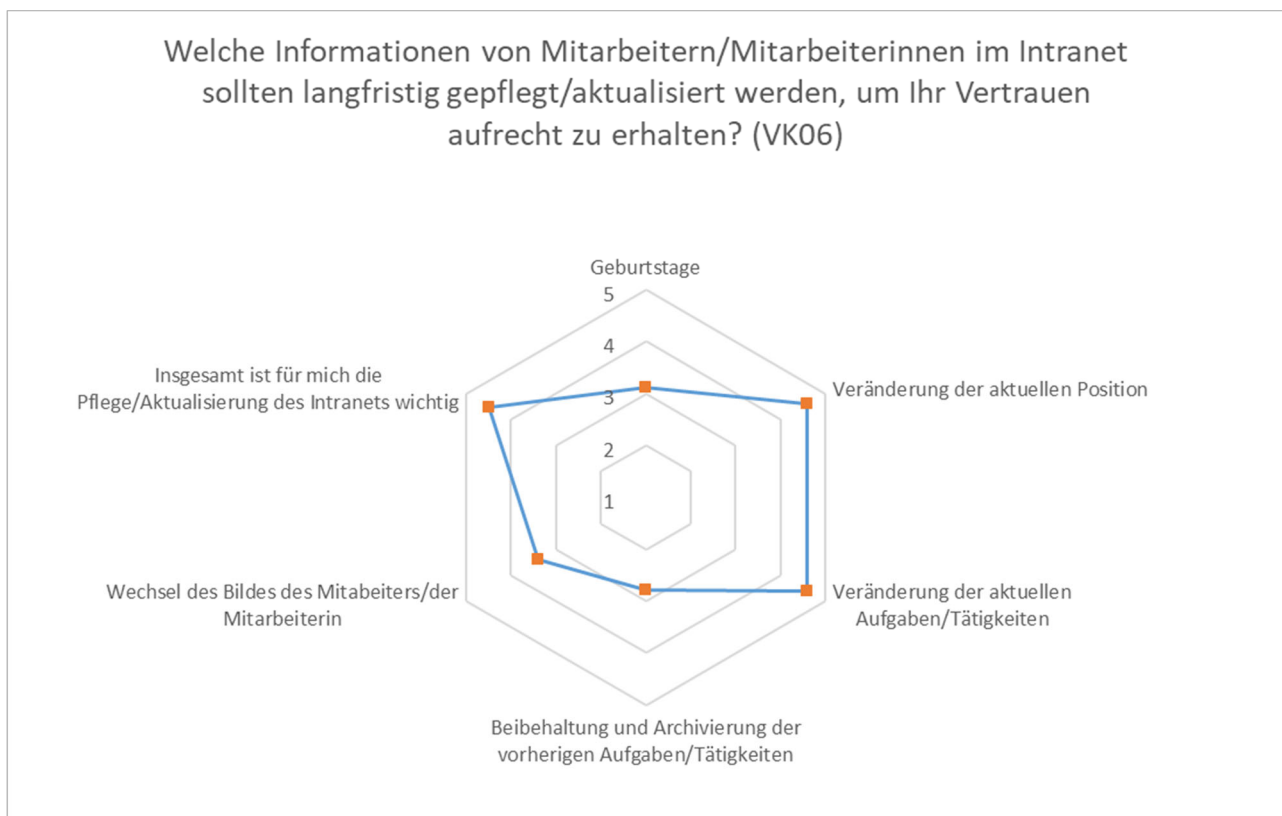 Welche Informationen von Mitarbeitern/Mitarbeiterinnen im Intranet
sollten langfristig gepflegt/aktualisiert werden, um Ihr Vertrauen
aufrecht zu erhalten? (VK06)
Geburtstage
5
4
3
2
1
Veränderung der aktuellen Position
Veränderung der aktuellen
Aufgaben/Tätigkeiten
Beibehaltung und Archivierung der
vorherigen Aufgaben/Tätigkeiten
Wechsel des Bildes des Mitabeiters/der
Mitarbeiterin
Insgesamt ist für mich die
Pflege/Aktualisierung des Intranets wichtig